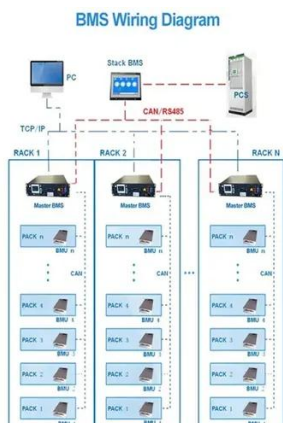 BMS Wiring Diagram
Stack BMS
PC
PCS
CAN/RS485
TCP/IP
RACK 1
RACK 2
RACK N
Master BMS
Master BMS
Master BMS
PACK n
PACK n
PACK n
BMU n
BMU n
BMU n
CAN
CAN
CAN
PACK 4
PACK 4
PACK 4
BMU 4
BMU 4
BMU 4
PACK 3
PACK 3
PACK 3
BMU 3
BMU 3
BMU 3
PACK 2
PACK 2
PACK 2
BMU 2
BMU 2
BMU 2
PACK 1
PACK 1
PACK 1